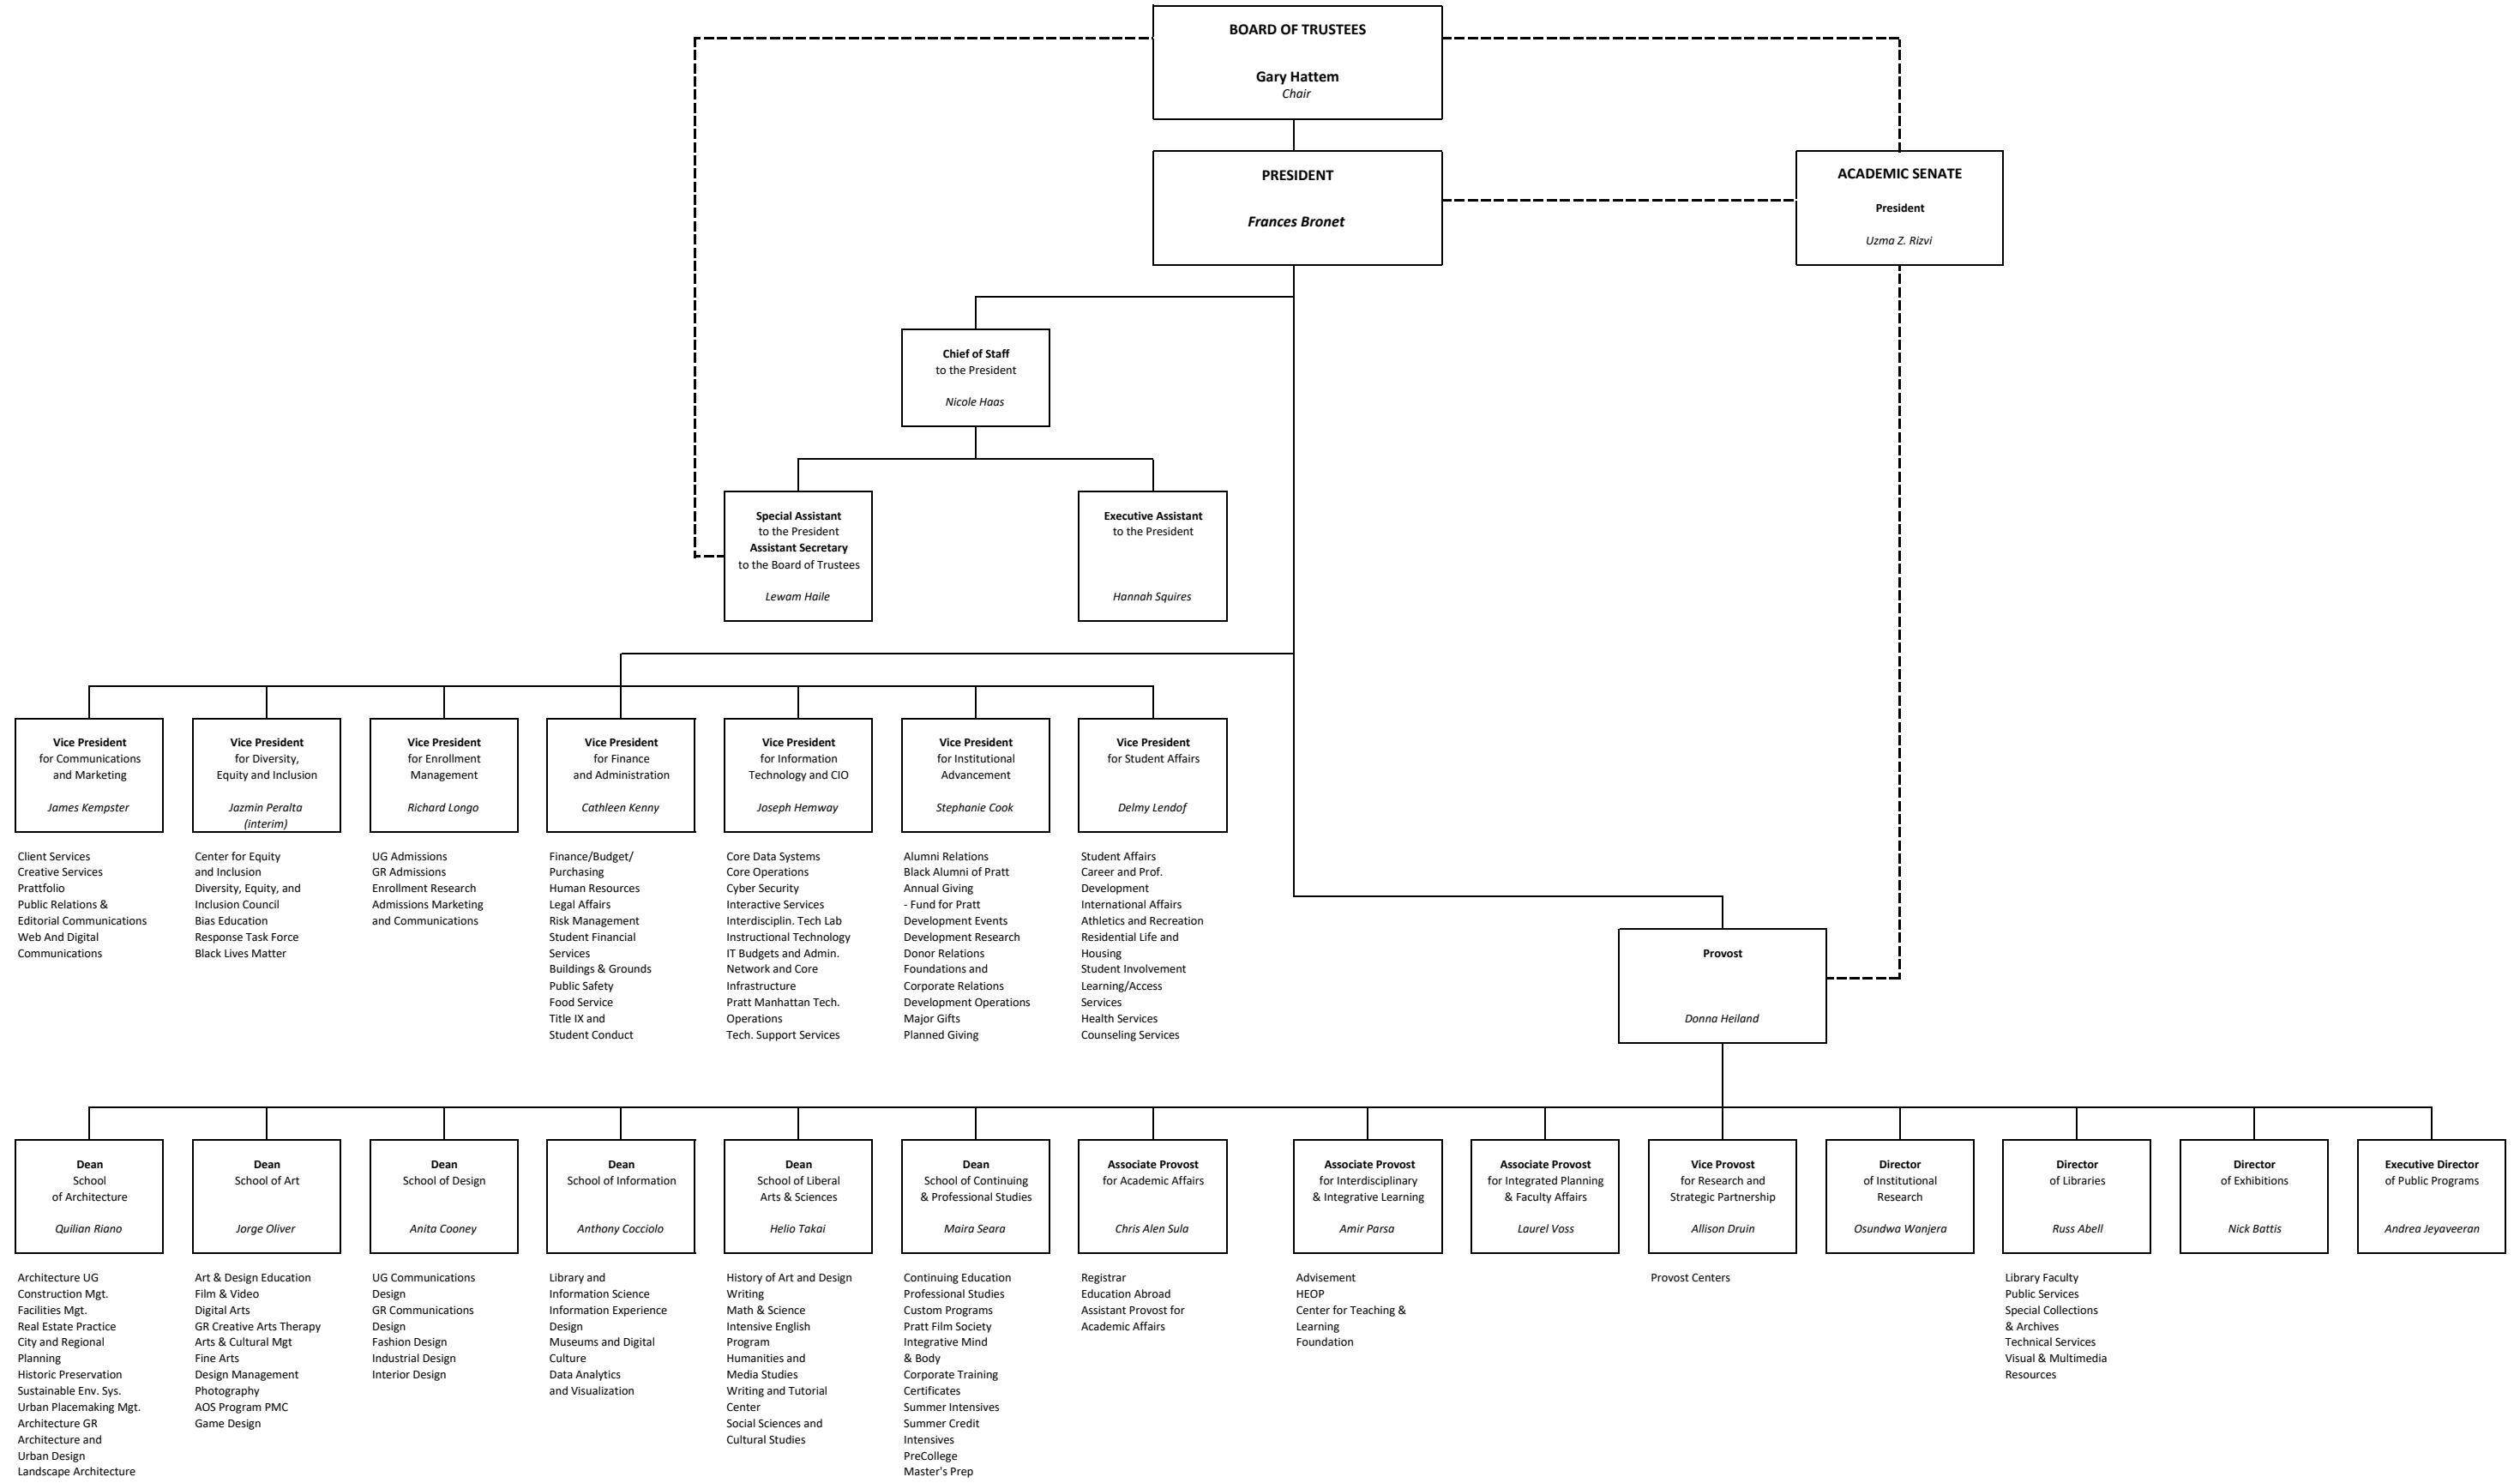 BOARD OF TRUSTEES
Gary Hattem
Chair
PRESIDENT
Frances Bronet
ACADEMIC SENATE
President
Uzma Z. Rizvi
Chief of Staff
to the President
Nicole Haas
Special Assistant
to the President
Assistant Secretary
to the Board of Trustees
Lewam Haile
Executive Assistant
to the President
Hannah Squires
Vice President
for Communications
and Marketing
James Kempster
Client Services
Creative Services
Prattfolio
Public Relations &
Editorial Communications
Web And Digital
Communications
Vice President
for Diversity,
Equity and Inclusion
Jazmin Peralta
(interim)
Center for Equity
and Inclusion
Diversity, Equity, and
Inclusion Council
Bias Education
Response Task Force
Black Lives Matter
Vice President
for Enrollment
Management
Richard Longo
UG Admissions
GR Admissions
Enrollment Research
Admissions Marketing
and Communications
Vice President
for Finance
and Administration
Cathleen Kenny
Finance/Budget/
Purchasing
Human Resources
Legal Affairs
Risk Management
Student Financial
Services
Buildings & Grounds
Public Safety
Food Service
Title IX and
Student Conduct
Vice President
for Information
Technology and CIO
Joseph Hemway
Core Data Systems
Core Operations
Cyber Security
Interactive Services
Interdisciplin. Tech Lab
Instructional Technology
IT Budgets and Admin.
Network and Core
Infrastructure
Pratt Manhattan Tech.
Operations
Tech. Support Services
Vice President
for Institutional
Advancement
Stephanie Cook
Alumni Relations
Black Alumni of Pratt
Annual Giving
- Fund for Pratt
Development Events
Development Research
Donor Relations
Foundations and
Corporate Relations
Development Operations
Major Gifts
Planned Giving
Vice President
for Student Affairs
Delmy Lendof
Student Affairs
Career and Prof.
Development
International Affairs
Athletics and Recreation
Residential Life and
Housing
Student Involvement
Learning/Access
Services
Health Services
Counseling Services
Provost
Donna Heiland
Dean
School
of Architecture
Quilian Riano
Architecture UG
Construction Mgt.
Facilities Mgt.
Real Estate Practice
City and Regional
Planning
Historic Preservation
Sustainable Env. Sys.
Urban Placemaking Mgt.
Architecture GR
Architecture and
Urban Design
Landscape Architecture
Dean
School of Art
Jorge Oliver
Art & Design Education
Film & Video
Digital Arts
GR Creative Arts Therapy
Arts & Cultural Mgt
Fine Arts
Design Management
Photography
AOS Program PMC
Game Design
Dean
School of Design
Anita Cooney
UG Communications
Design
GR Communications
Design
Fashion Design
Industrial Design
Interior Design
Dean
School of Information
Anthony Cocciolo
Library and
Information Science
Information Experience
Design
Museums and Digital
Culture
Data Analytics
and Visualization
Dean
School of Liberal
Arts & Sciences
Helio Takai
History of Art and Design
Writing
Math & Science
Intensive English
Program
Humanities and
Media Studies
Writing and Tutorial
Center
Social Sciences and
Cultural Studies
Dean
School of Continuing
& Professional Studies
Maira Seara
Continuing Education
Professional Studies
Custom Programs
Pratt Film Society
Integrative Mind
& Body
Corporate Training
Certificates
Summer Intensives
Summer Credit
Intensives
PreCollege
Master's Prep
Associate Provost
for Academic Affairs
Chris Alen Sula
Registrar
Education Abroad
Assistant Provost for
Academic Affairs
Associate Provost
for Interdisciplinary
& Integrative Learning
Amir Parsa
Advisement
HEOP
Center for Teaching &
Learning
Foundation
Associate Provost
for Integrated Planning
& Faculty Affairs
Laurel Voss
Vice Provost
for Research and
Strategic Partnership
Allison Druin
Provost Centers
Director
of Institutional
Research
Osundwa Wanjera
Director
of Libraries
Russ Abell
Library Faculty
Public Services
Special Collections
& Archives
Technical Services
Visual & Multimedia
Resources
Director
of Exhibitions
Nick Battis
Executive Director
of Public Programs
Andrea Jeyaveeran